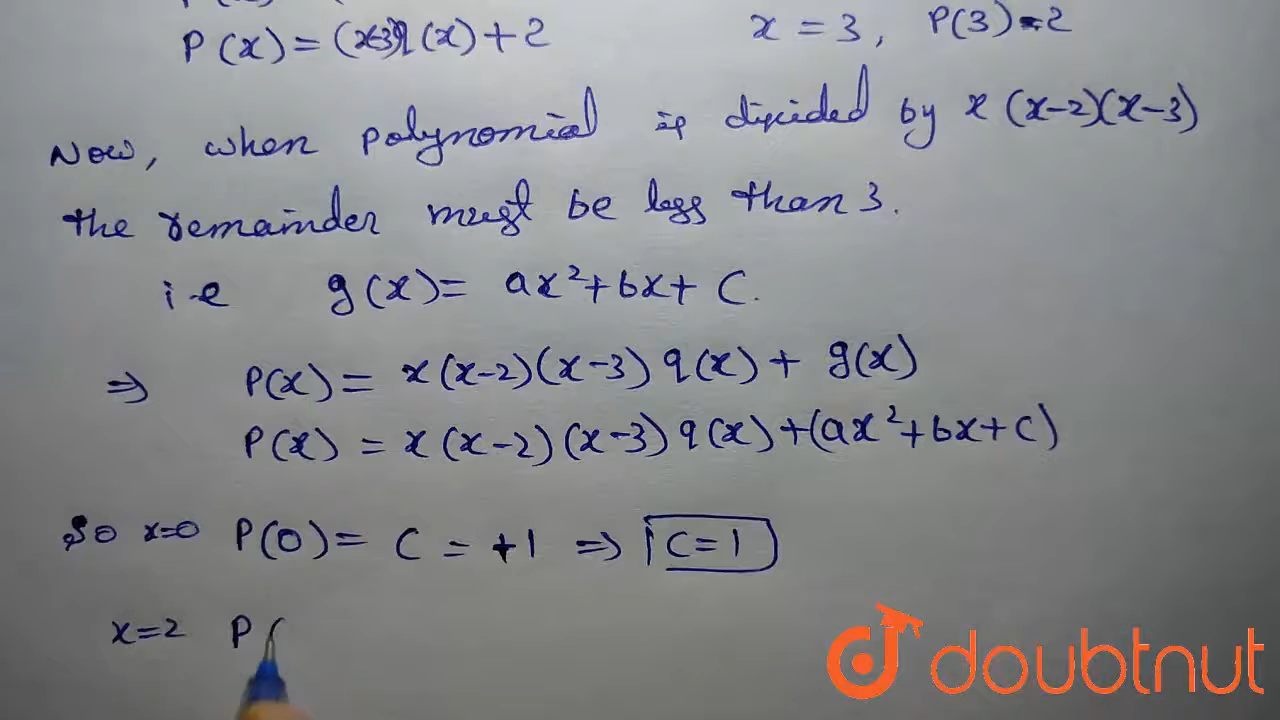 P(x) = (x-3)q(x) + 2 x = 3, P(3) = 2
Now, when polynomial is divided by x (x-2)(x-3)
the remainder must be less than 3.
i.e g(x) = ax²+bx+ C.
⇒ P(x) = x(x-2)(x-3) q(x) + g(x)
P(x) = x(x-2)(x-3) q(x)+(ax²+bx+c)
So x=0 P(0) = C = +1 ⇒ C=1
x=2 P(
doubtnut